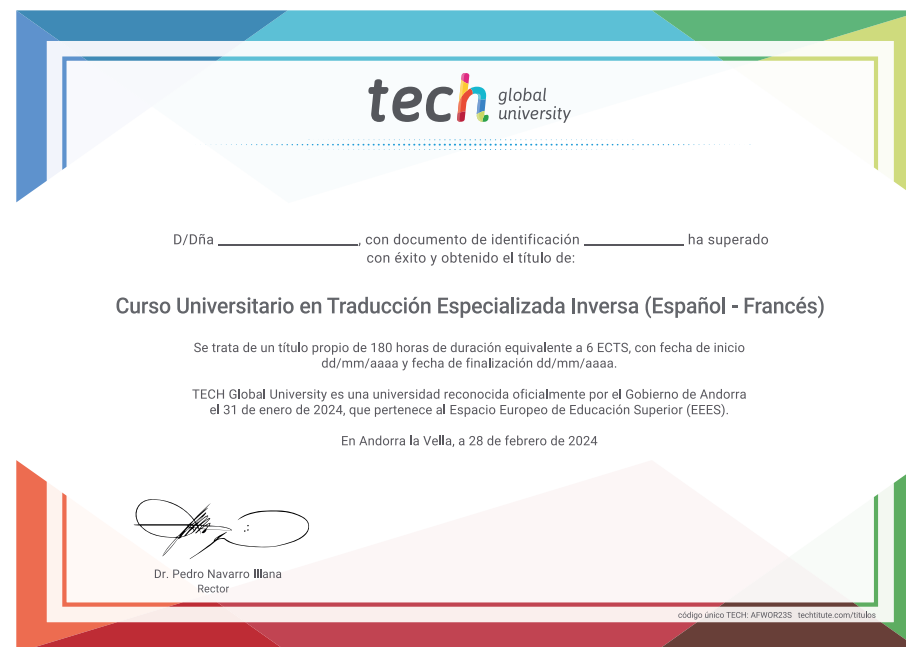 tech global university
D/Dña ____________________, con documento de identificación ______________ ha superado
con éxito y obtenido el título de:
Curso Universitario en Traducción Especializada Inversa (Español - Francés)
Se trata de un título propio de 180 horas de duración equivalente a 6 ECTS, con fecha de inicio
dd/mm/aaaa y fecha de finalización dd/mm/aaaa.
TECH Global University es una universidad reconocida oficialmente por el Gobierno de Andorra
el 31 de enero de 2024, que pertenece al Espacio Europeo de Educación Superior (EEES).
En Andorra la Vella, a 28 de febrero de 2024
Dr. Pedro Navarro Illana
Rector
código único TECH: AFWOR23S techtitute.com/titulos